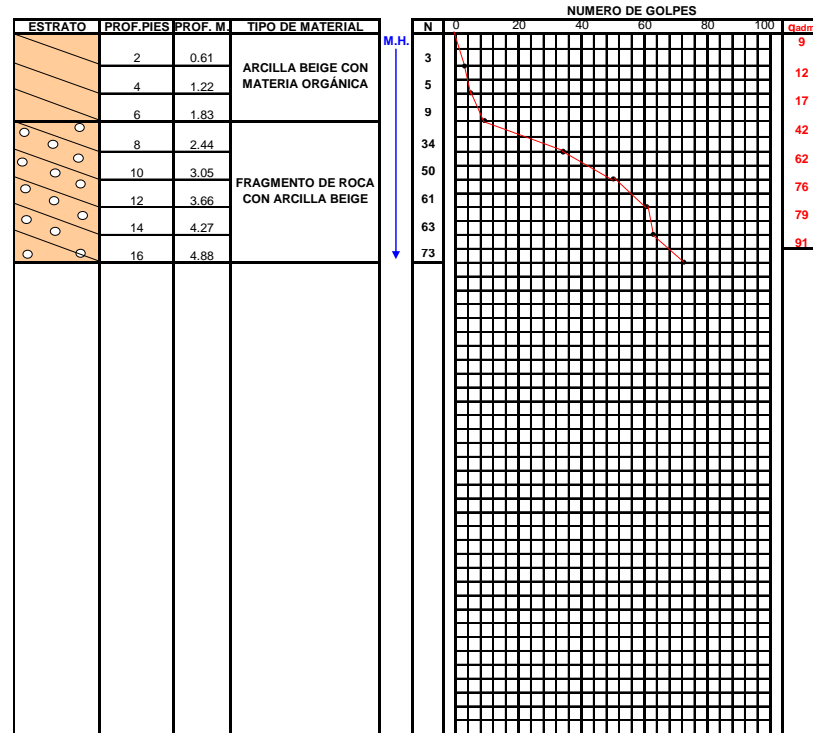 NUMERO DE GOLPES
ESTRATO PROF.PIES PROF. M. TIPO DE MATERIAL N 0 20 40 60 80 100 qadm
M.H. 9
2 0.61 3
ARCILLA BEIGE CON 12
4 1.22 MATERIA ORGÁNICA 5
17
6 1.83 9
42
8 2.44 34
62
10 3.05 50
FRAGMENTO DE ROCA 76
12 3.66 CON ARCILLA BEIGE 61
79
14 4.27 63
91
16 4.88 73